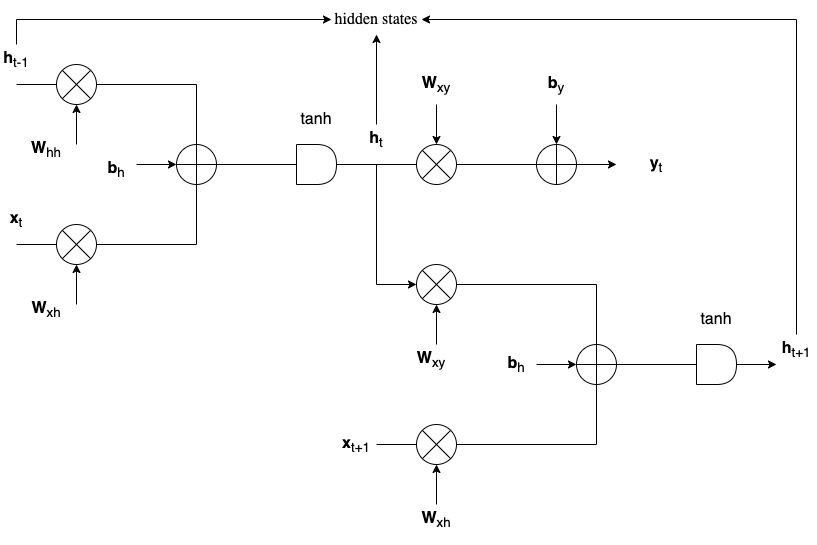 hidden states
h_{t-1}
W_{xy}
b_y
tanh
h_t
W_{hh}
b_h
y_t
x_t
W_{xh}
tanh
h_{t+1}
W_{xy}
b_h
x_{t+1}
W_{xh}